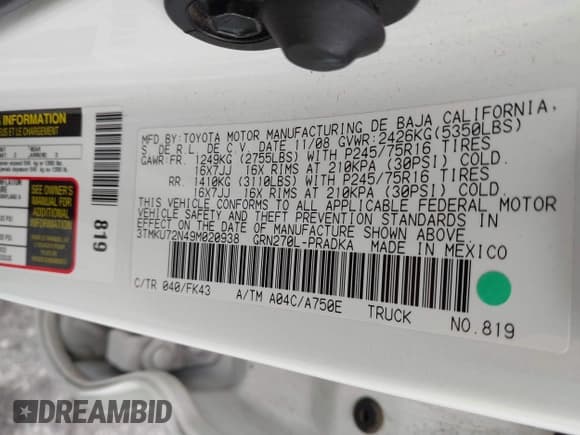 MFD BY:TOYOTA MOTOR MANUFACTURING DE BAJA CALIFORNIA,
S. DE R.L. DE C.V. DATE 11/08 GVWR:2426KG(5350LBS)
GAWR:FR. 1249KG (2755LBS) WITH P245/75R16 TIRES
16X7JJ RIMS AT 210KPA (30PSI) COLD.
RR. 1410KG (3110LBS) WITH P245/75R16 TIRES
16X7JJ RIMS AT 210KPA (30PSI) COLD.
THIS VEHICLE CONFORMS TO ALL APPLICABLE FEDERAL MOTOR
VEHICLE SAFETY AND THEFT PREVENTION STANDARDS IN
EFFECT ON THE DATE OF MANUFACTURE SHOWN ABOVE
3TMKU72N49M020938 GRN270L-PRADKA MADE IN MEXICO
C/TR 040/FK43 A/TM A04C/A750E TRUCK NO.819
INFORMATION
ET LE CHARGEMENT
SEE OWNER'S
MANUAL FOR
ADDITIONAL
INFORMATION
819
DREAMBID